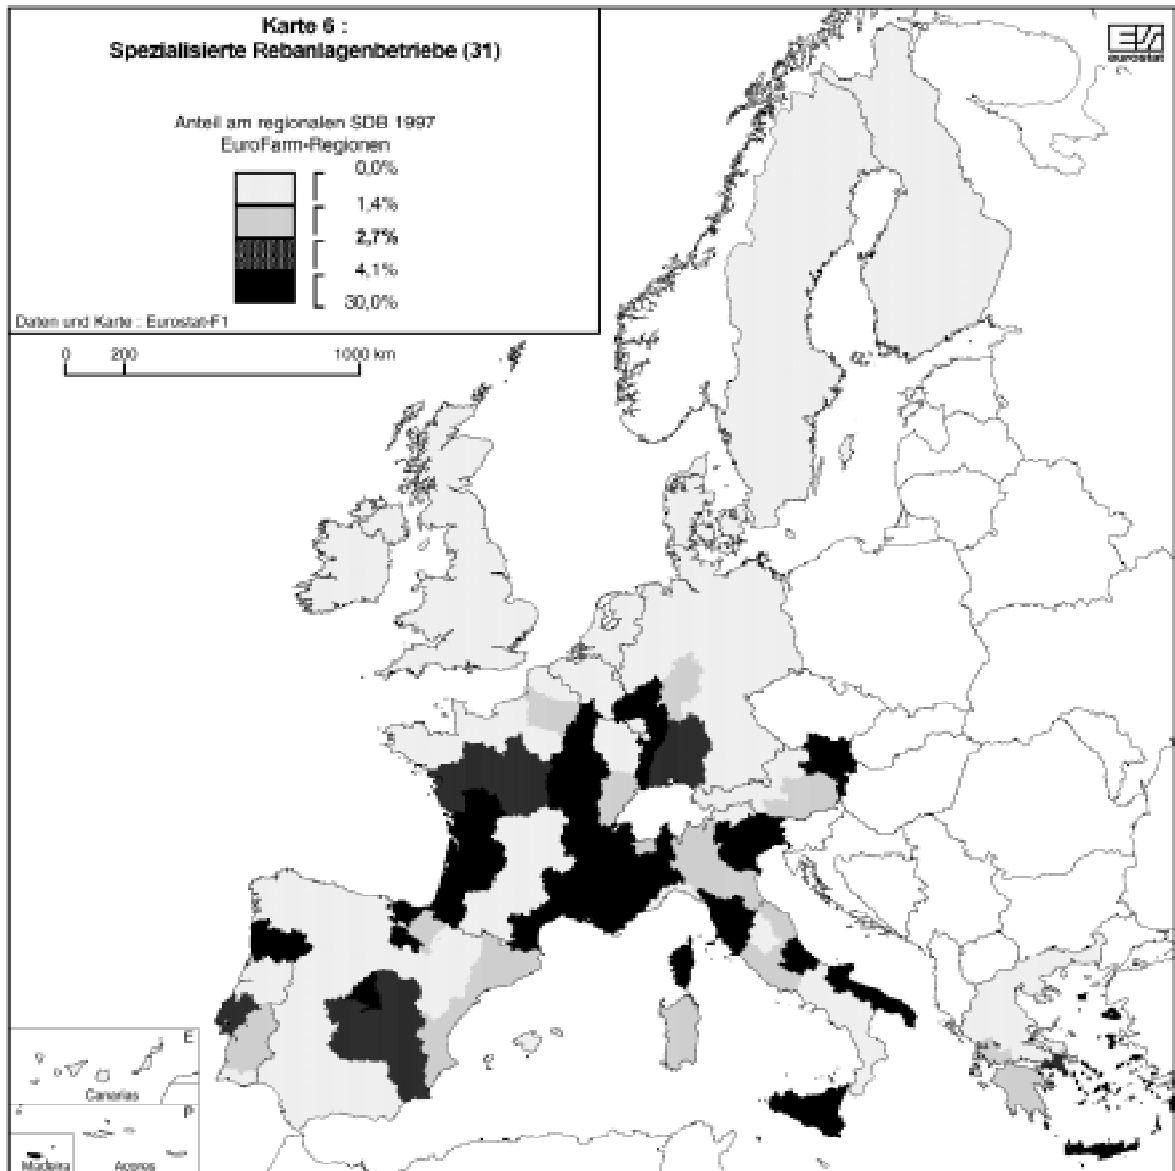 Karte 6 :
Spezialisierte Rebanlagenbetriebe (31)
Anteil am regionalen SDB 1997
EuroFarm-Regionen
0,0%
1,4%
2,7%
4,1%
30,0%
Daten und Karte : Eurostat-F1
eurostat
0 200 1000 km
E
Canarias
P
Madeira
Acores